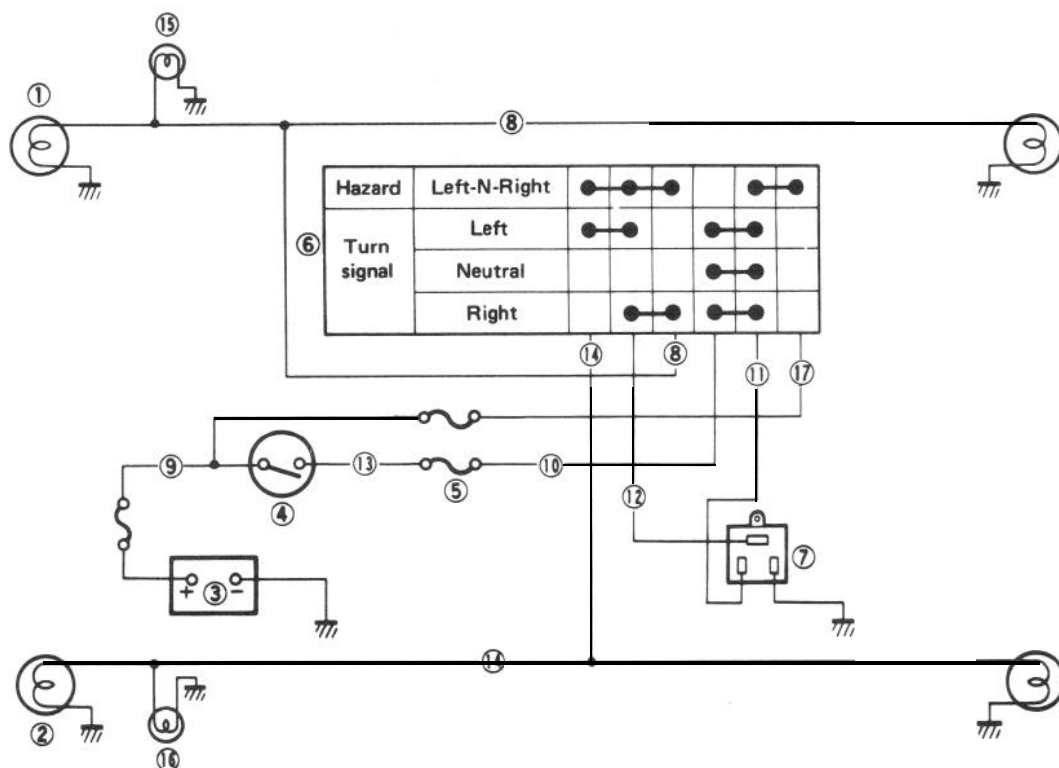 ⑮
①
⑧
Hazard Left-N-Right
⑥ Turn signal Left
Neutral
Right
⑭ ⑧ ⑪ ⑰
⑨ ④ ⑬ ⑤ ⑩
⑫
⑦
+ ③ -
⑭
②
⑯